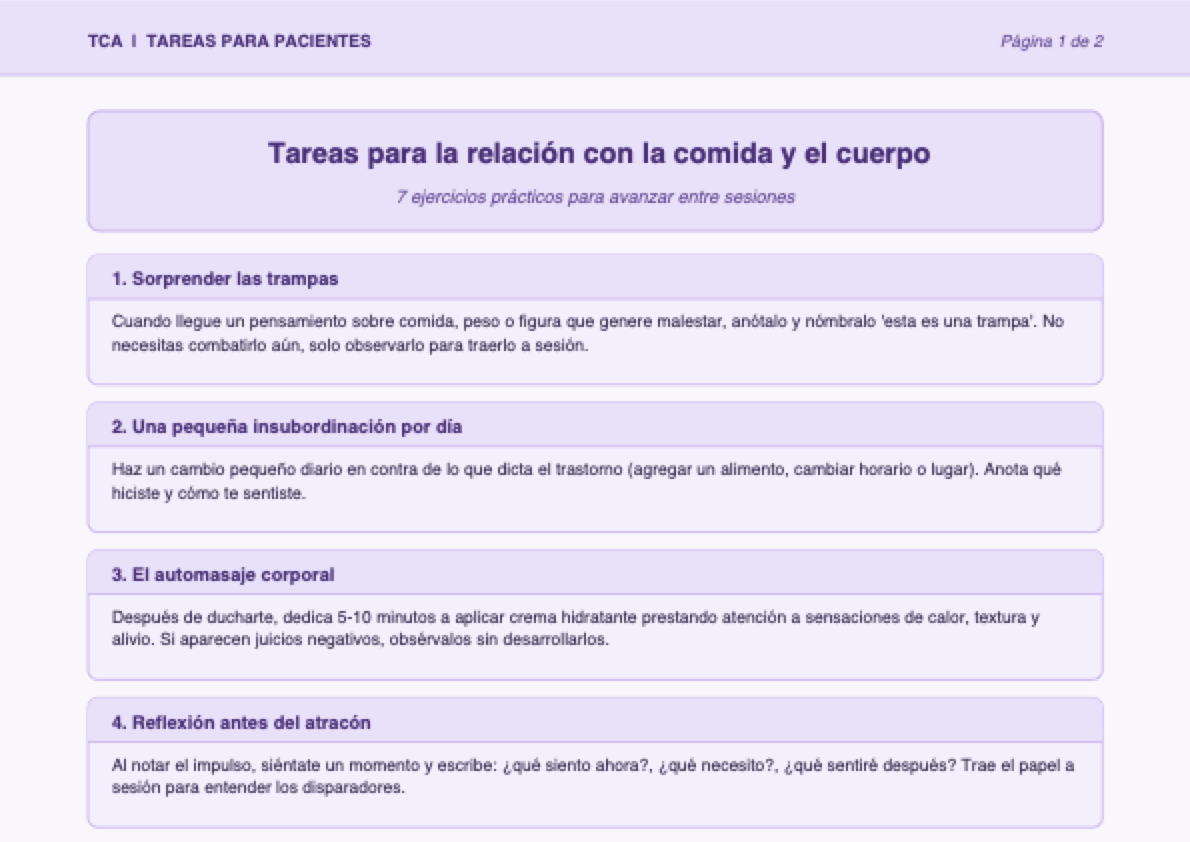 TCA | TAREAS PARA PACIENTES
Página 1 de 2
Tareas para la relación con la comida y el cuerpo
7 ejercicios prácticos para avanzar entre sesiones
1. Sorprender las trampas
Cuando llegue un pensamiento sobre comida, peso o figura que genere malestar, anótalo y nómbralo 'esta es una trampa'. No
necesitas combatirlo aún, solo observarlo para traerlo a sesión.
2. Una pequeña insubordinación por día
Haz un cambio pequeño diario en contra de lo que dicta el trastorno (agregar un alimento, cambiar horario o lugar). Anota qué
hiciste y cómo te sentiste.
3. El automasaje corporal
Después de ducharte, dedica 5-10 minutos a aplicar crema hidratante prestando atención a sensaciones de calor, textura y
alivio. Si aparecen juicios negativos, obsérvalos sin desarrollarlos.
4. Reflexión antes del atracón
Al notar el impulso, siéntate un momento y escribe: ¿qué siento ahora?, ¿qué necesito?, ¿qué sentiré después? Trae el papel a
sesión para entender los disparadores.